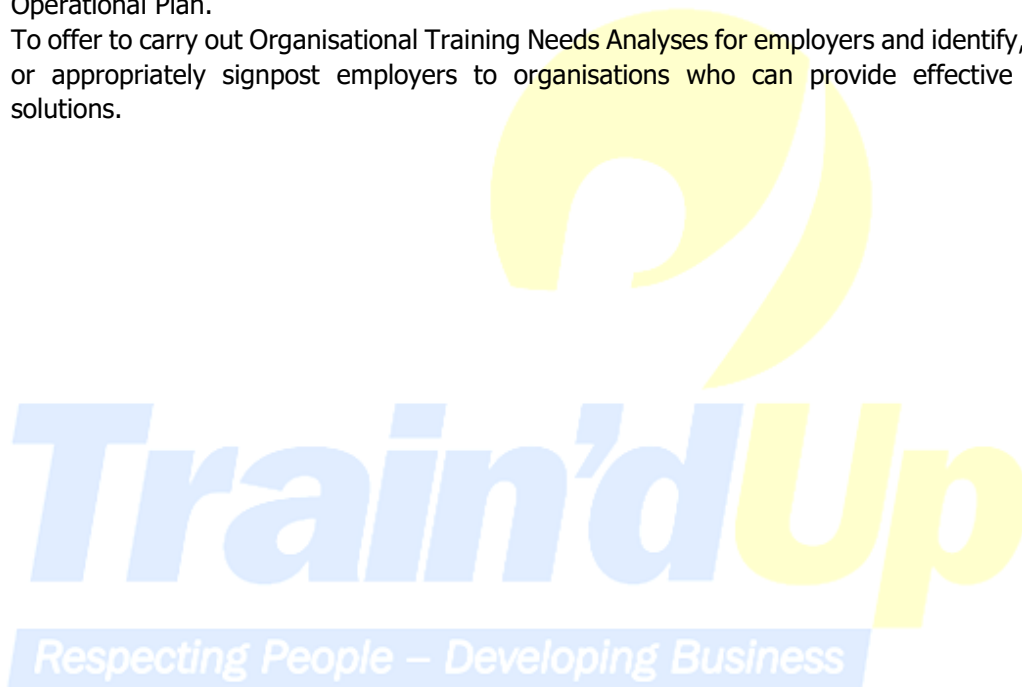 Operational Plan.
To offer to carry out Organisational Training Needs Analyses for employers and identify,
or appropriately signpost employers to organisations who can provide effective
solutions.
Train'dUp
Respecting People – Developing Business